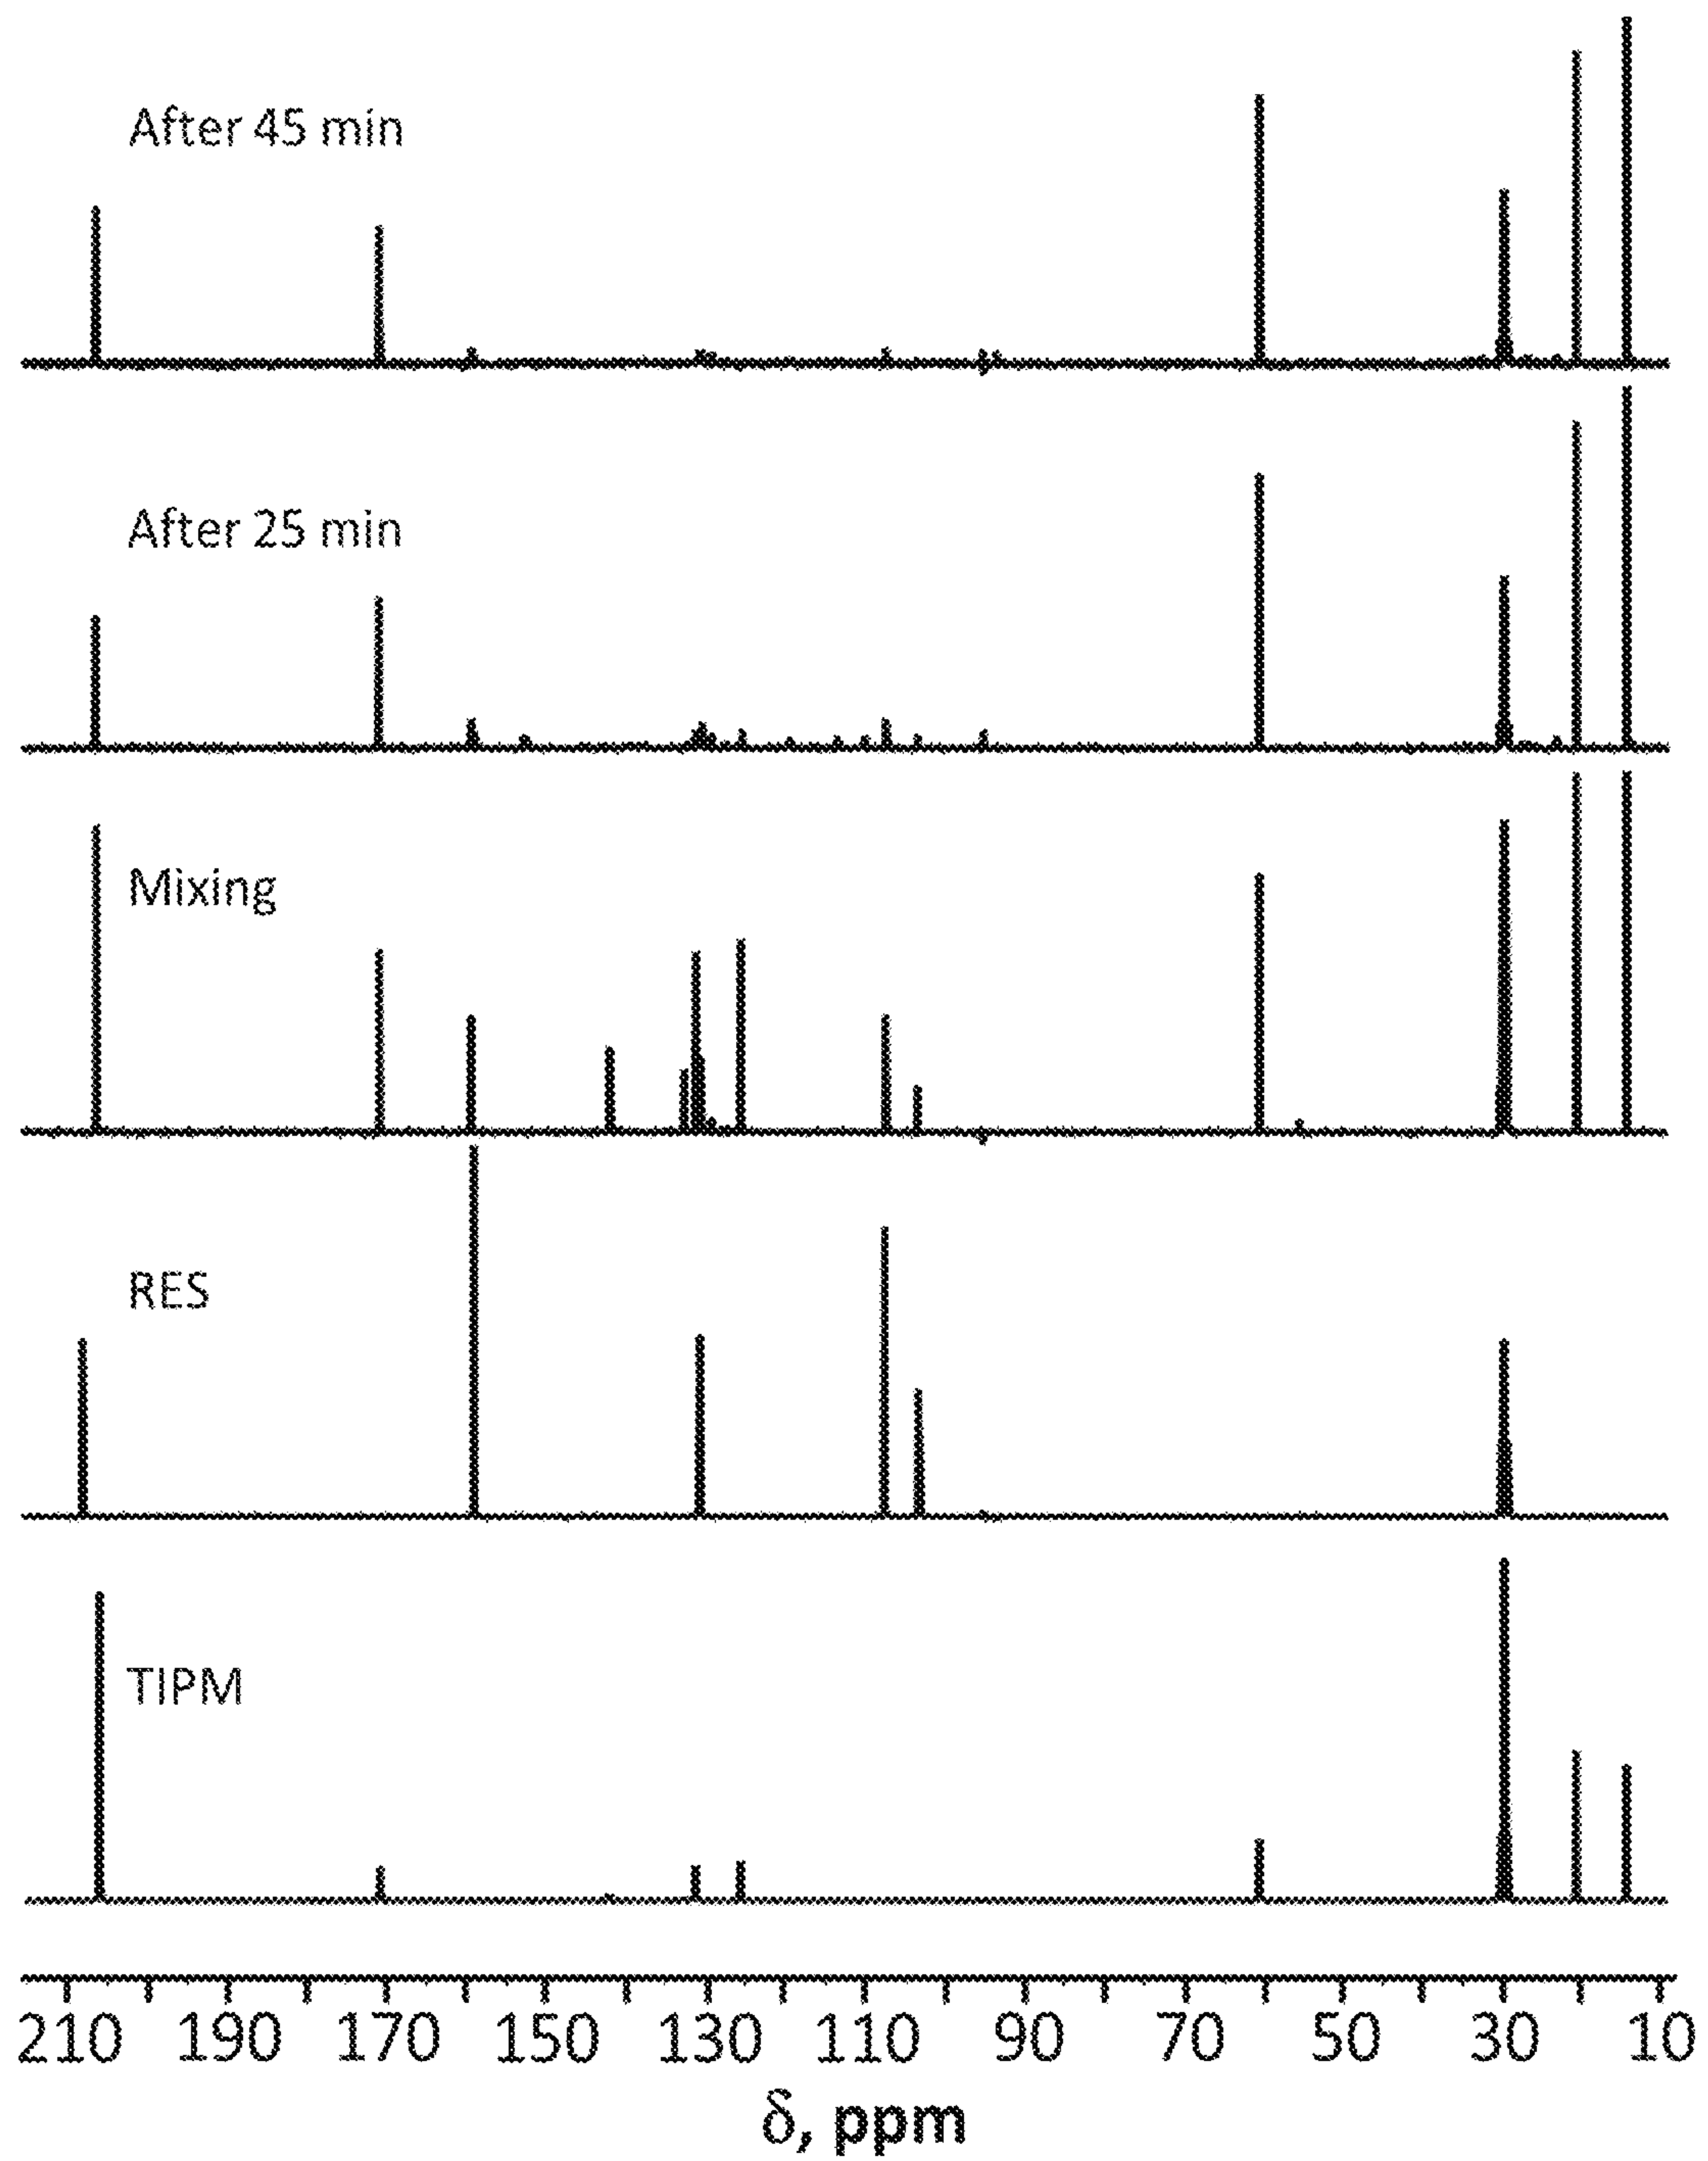 After 45 min
After 25 min
Mixing
RES
TIPM
210 190 170 150 130 110 90 70 50 30 10
δ, ppm